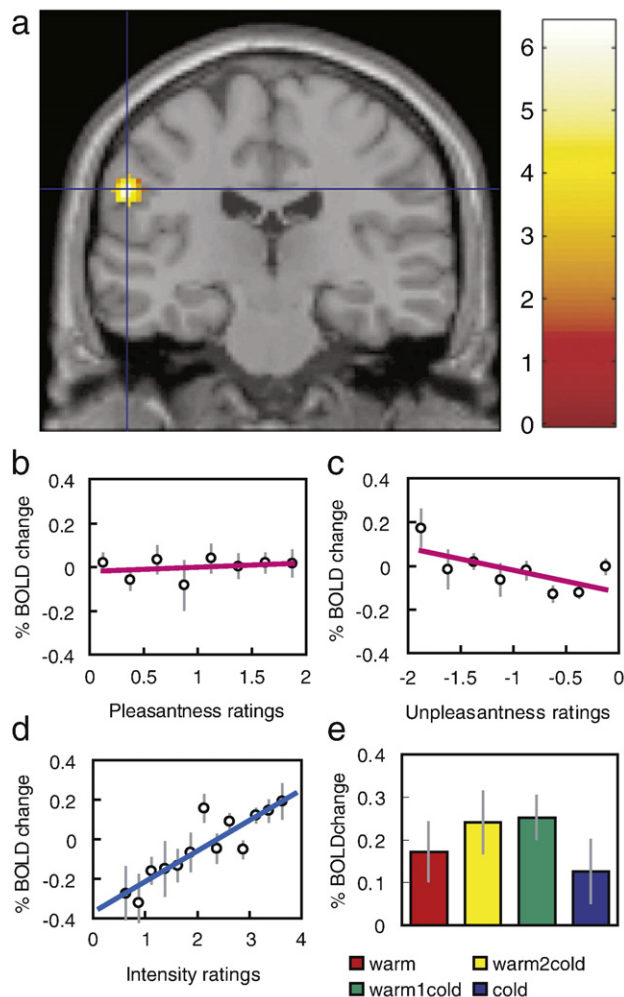 a
6
5
4
3
2
1
0
b
c
% BOLD change
0.4
0.2
0
-0.2
-0.4
0
0.5
1
1.5
2
Pleasantness ratings
% BOLD change
0.4
0.2
0
-0.2
-0.4
-2
-1.5
-1
-0.5
0
Unpleasantness ratings
d
e
% BOLD change
0.4
0.2
0
-0.2
-0.4
0
1
2
3
4
Intensity ratings
% BOLDchange
0.4
0.3
0.2
0.1
0
warm
warm2cold
warm1cold
cold